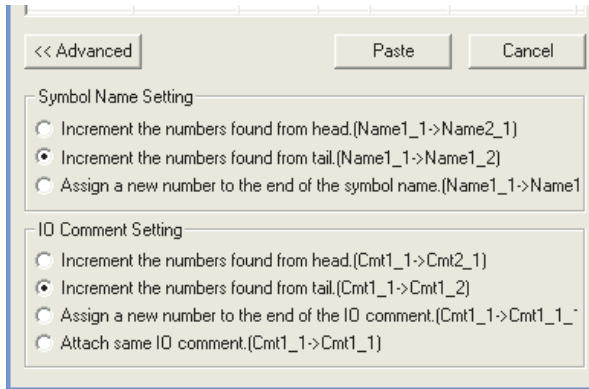 << Advanced Paste Cancel
Symbol Name Setting
Increment the numbers found from head.(Name1_1->Name2_1)
Increment the numbers found from tail.(Name1_1->Name1_2)
Assign a new number to the end of the symbol name.(Name1_1->Name1
IO Comment Setting
Increment the numbers found from head.(Cmt1_1->Cmt2_1)
Increment the numbers found from tail.(Cmt1_1->Cmt1_2)
Assign a new number to the end of the IO comment.(Cmt1_1->Cmt1_1_
Attach same IO comment.(Cmt1_1->Cmt1_1)